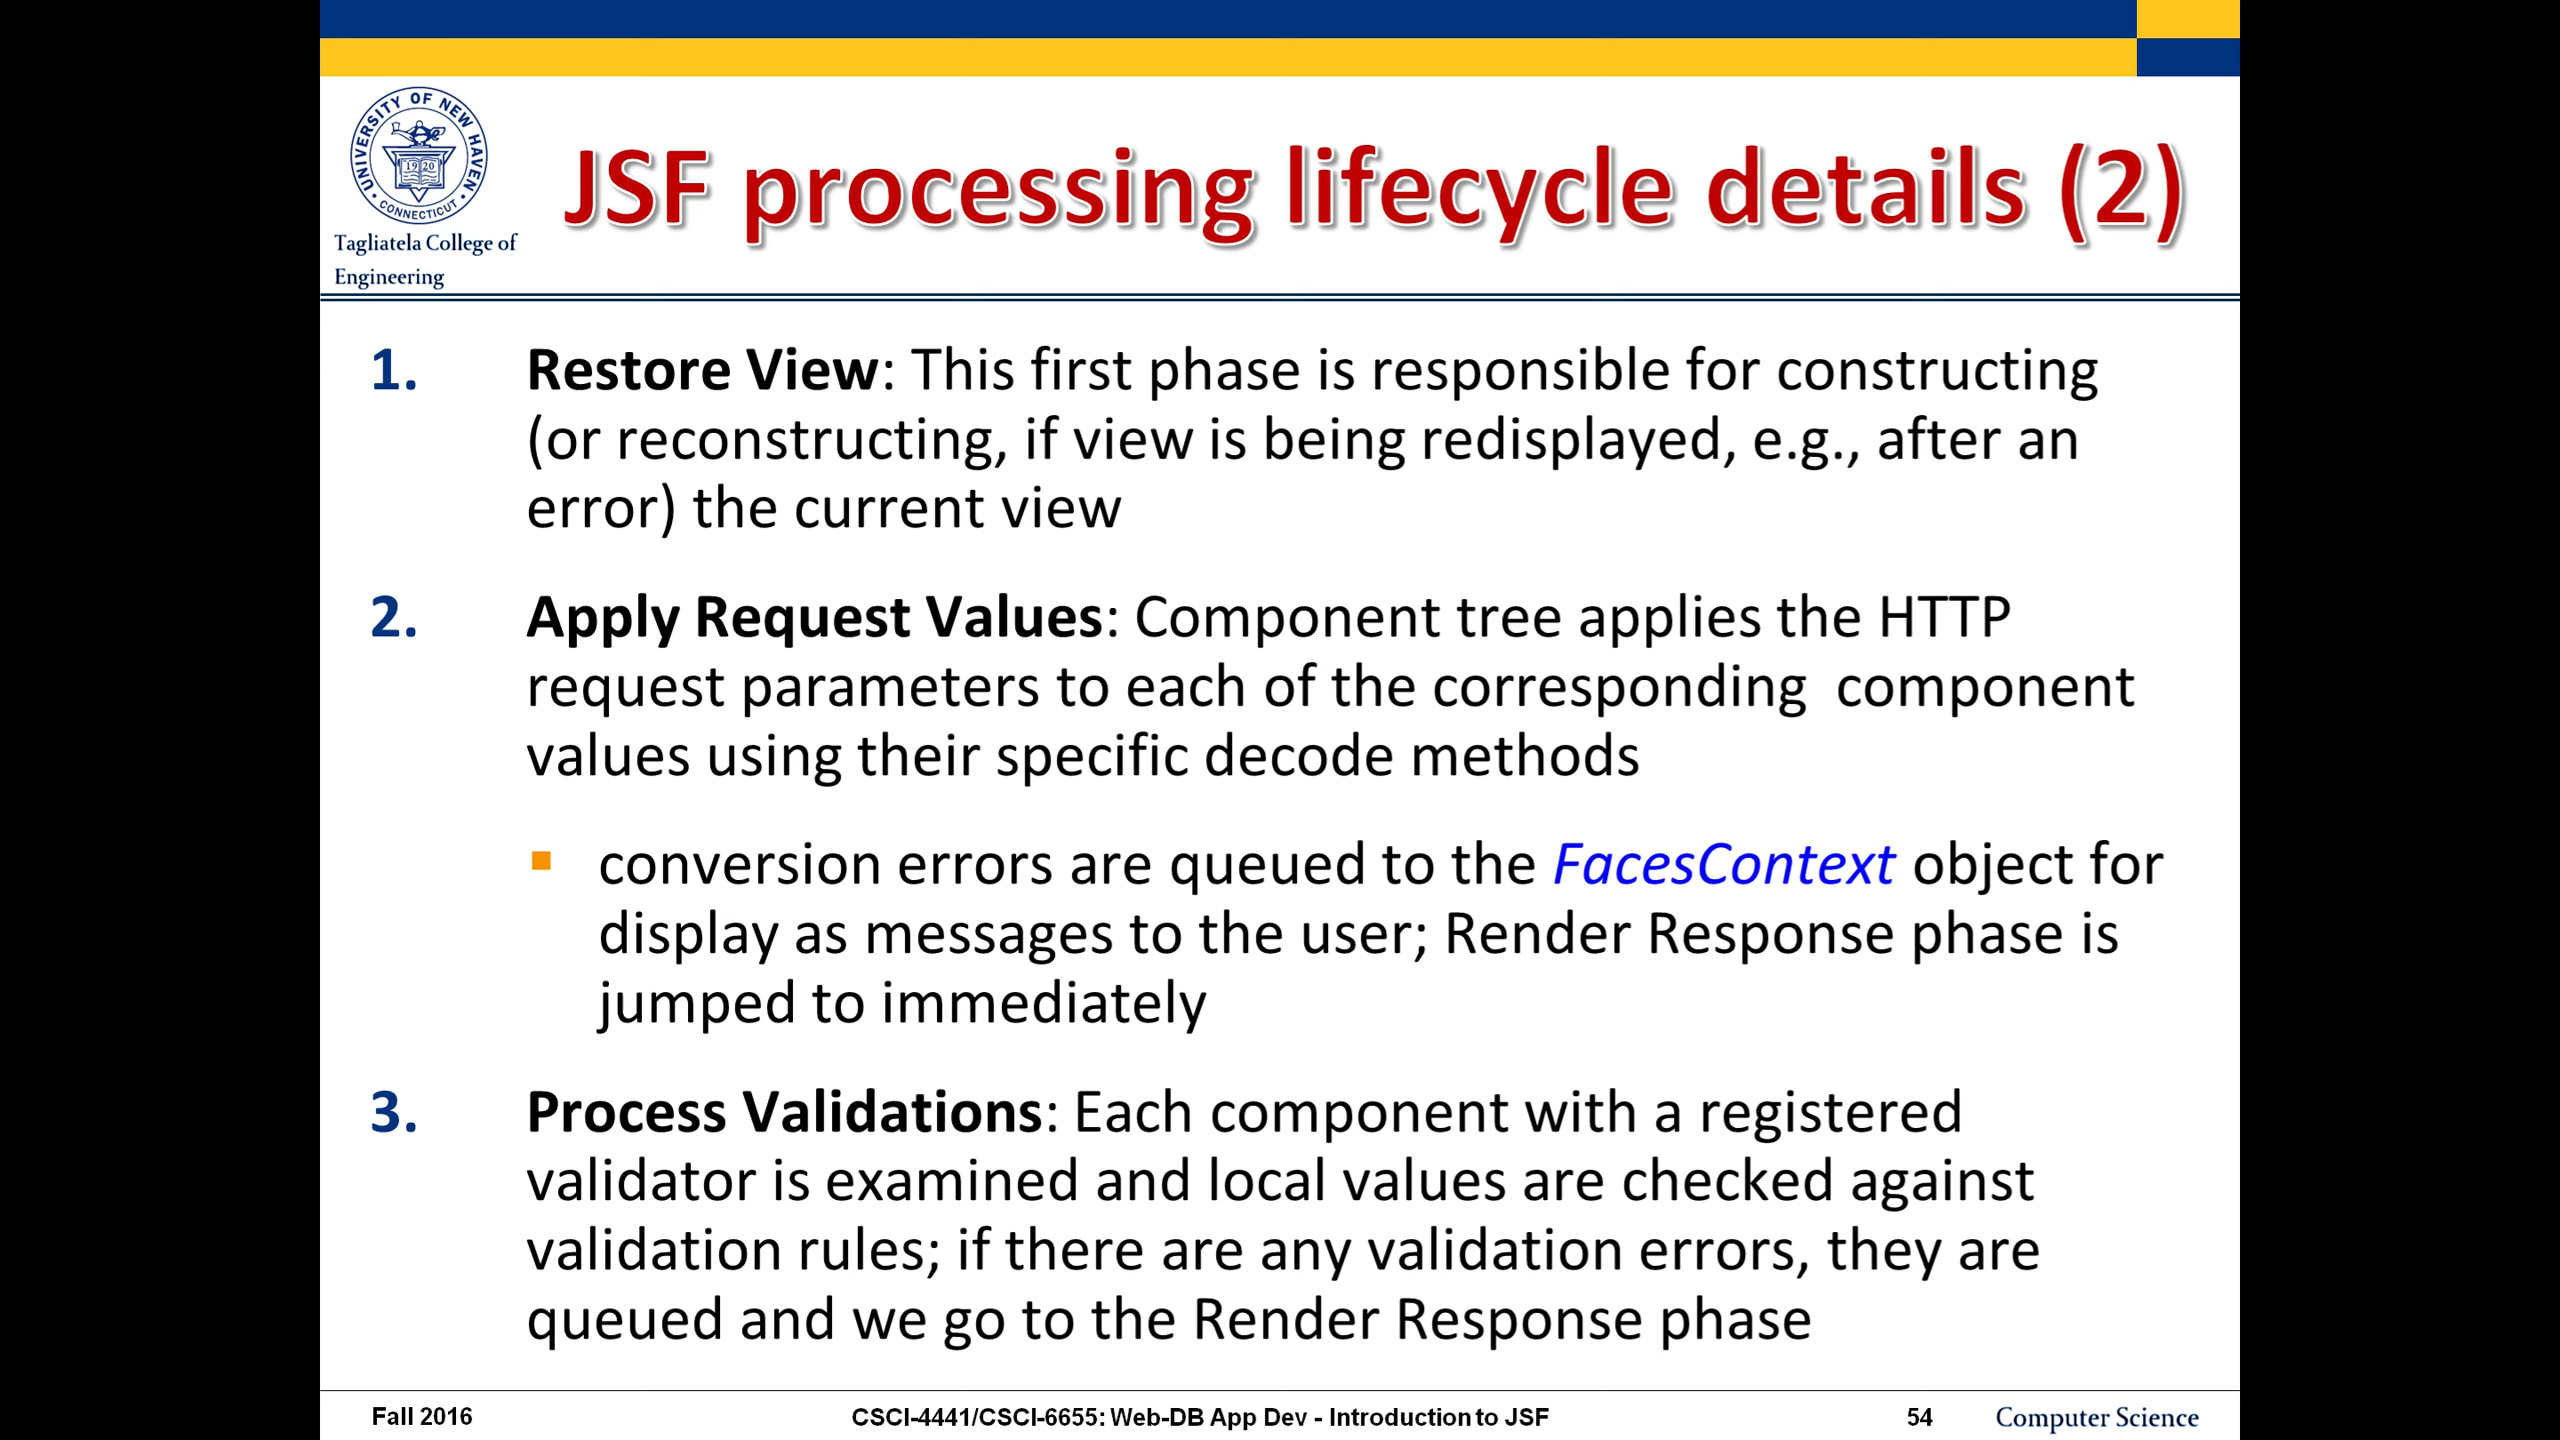 UNIVERSITY OF NEW HAVEN
1920
CONNECTICUT
Tagliatela College of
Engineering
JSF processing lifecycle details (2)
1. Restore View: This first phase is responsible for constructing
(or reconstructing, if view is being redisplayed, e.g., after an
error) the current view
2. Apply Request Values: Component tree applies the HTTP
request parameters to each of the corresponding  component
values using their specific decode methods
▪ conversion errors are queued to the FacesContext object for
display as messages to the user; Render Response phase is
jumped to immediately
3. Process Validations: Each component with a registered
validator is examined and local values are checked against
validation rules; if there are any validation errors, they are
queued and we go to the Render Response phase
Fall 2016 CSCI-4441/CSCI-6655: Web-DB App Dev - Introduction to JSF 54 Computer Science